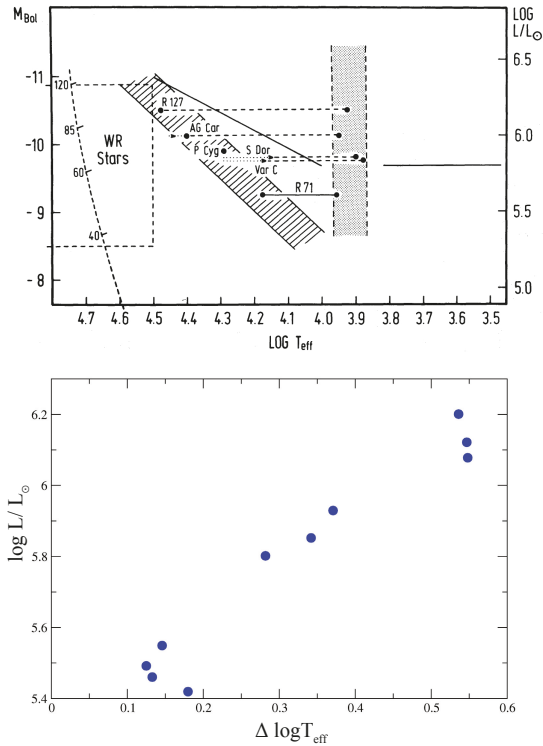 M_Bol
LOG
L/L⊙
-11
-10
-9
-8
6.5
6.0
5.5
5.0
120
85
60
40
WR
Stars
R 127
AG Car
P Cyg
S Dor
Var C
R 71
4.7 4.6 4.5 4.4 4.3 4.2 4.1 4.0 3.9 3.8 3.7 3.6 3.5
LOG T_eff
log L/ L⊙
6.2
6
5.8
5.6
5.4
0 0.1 0.2 0.3 0.4 0.5 0.6
Δ logT_eff